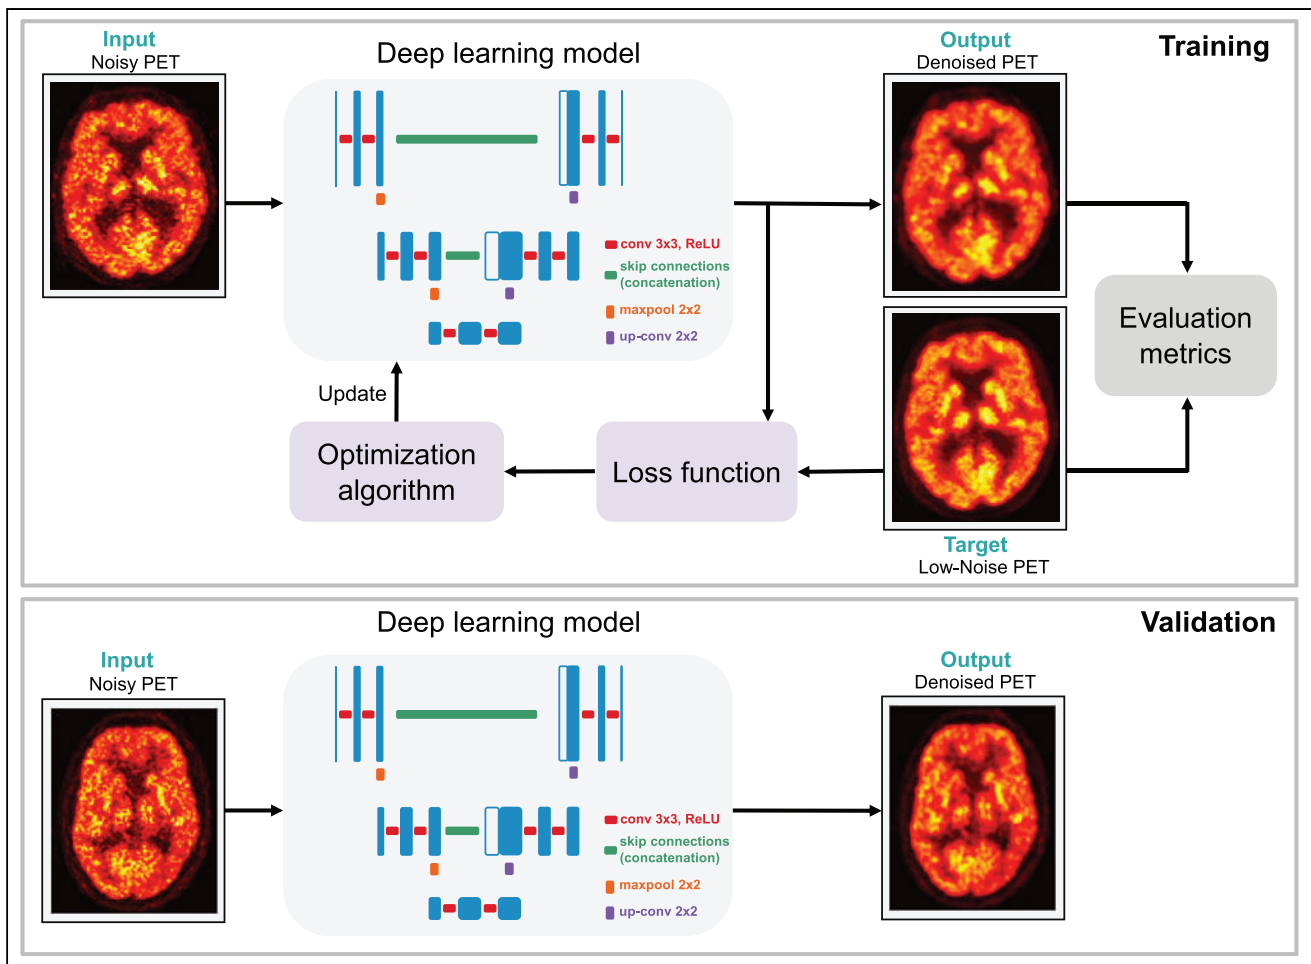 Training
Input
Noisy PET
Deep learning model
Output
Denoised PET
conv 3x3, ReLU
skip connections
(concatenation)
maxpool 2x2
up-conv 2x2
Evaluation
metrics
Update
Optimization
algorithm
Loss function
Target
Low-Noise PET
Validation
Deep learning model
Input
Noisy PET
Output
Denoised PET
conv 3x3, ReLU
skip connections
(concatenation)
maxpool 2x2
up-conv 2x2